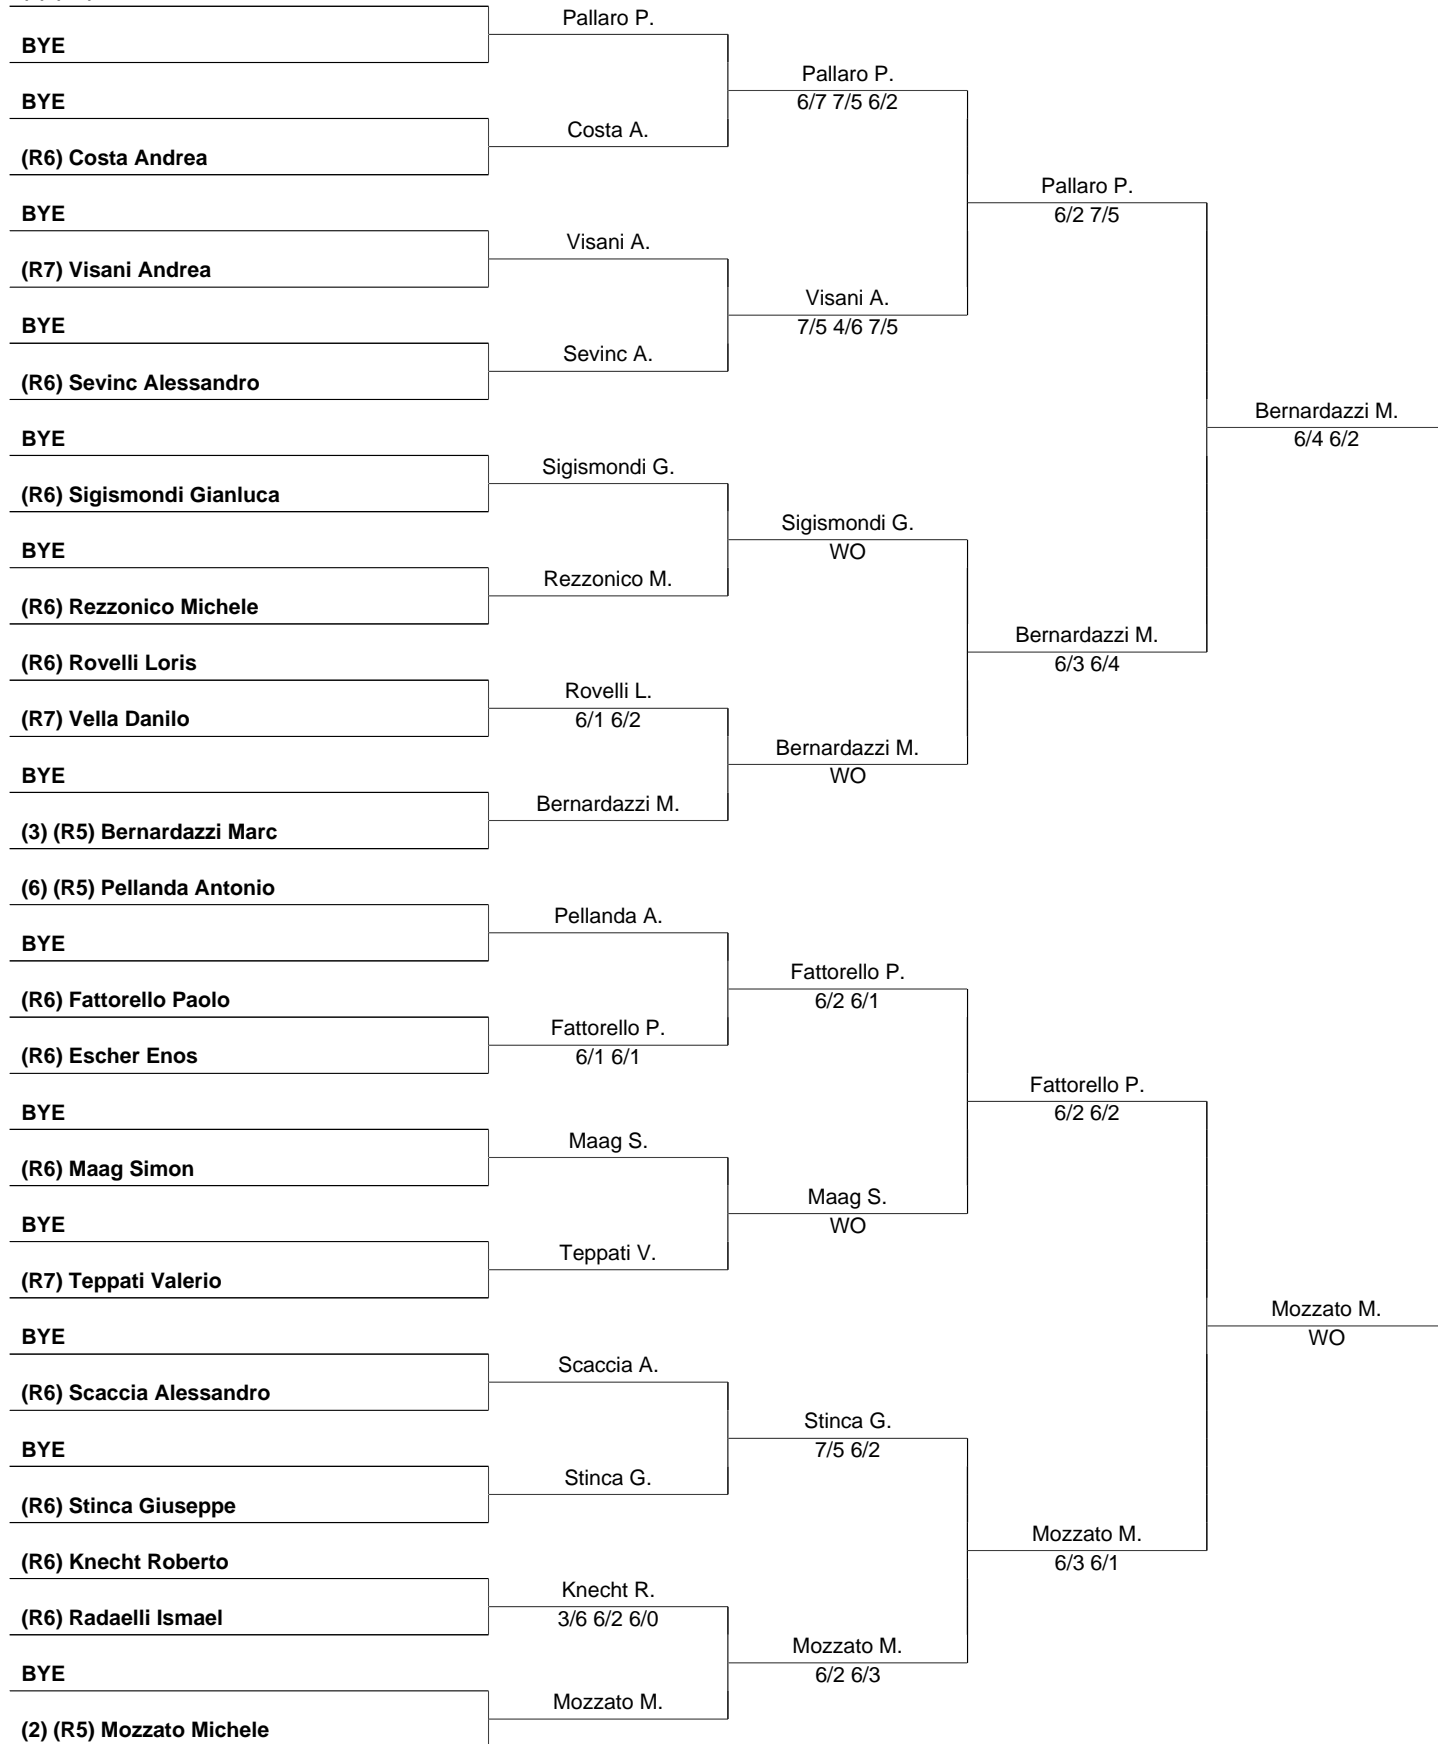 BYE
BYE
(R6) Costa Andrea
BYE
(R7) Visani Andrea
BYE
(R6) Sevinc Alessandro
BYE
(R6) Sigismondi Gianluca
BYE
(R6) Rezzonico Michele
(R6) Rovelli Loris
(R7) Vella Danilo
BYE
(3) (R5) Bernardazzi Marc
(6) (R5) Pellanda Antonio
BYE
(R6) Fattorello Paolo
(R6) Escher Enos
BYE
(R6) Maag Simon
BYE
(R7) Teppati Valerio
BYE
(R6) Scaccia Alessandro
BYE
(R6) Stinca Giuseppe
(R6) Knecht Roberto
(R6) Radaelli Ismael
BYE
(2) (R5) Mozzato Michele
Pallaro P.
Costa A.
Visani A.
Sevinc A.
Sigismondi G.
Rezzonico M.
Rovelli L.
6/1 6/2
Bernardazzi M.
Pellanda A.
Fattorello P.
6/1 6/1
Maag S.
Teppati V.
Scaccia A.
Stinca G.
Knecht R.
3/6 6/2 6/0
Mozzato M.
Pallaro P.
6/7 7/5 6/2
Visani A.
7/5 4/6 7/5
Sigismondi G.
WO
Bernardazzi M.
WO
Fattorello P.
6/2 6/1
Maag S.
WO
Stinca G.
7/5 6/2
Mozzato M.
6/2 6/3
Pallaro P.
6/2 7/5
Bernardazzi M.
6/3 6/4
Fattorello P.
6/2 6/2
Mozzato M.
6/3 6/1
Bernardazzi M.
6/4 6/2
Mozzato M.
WO